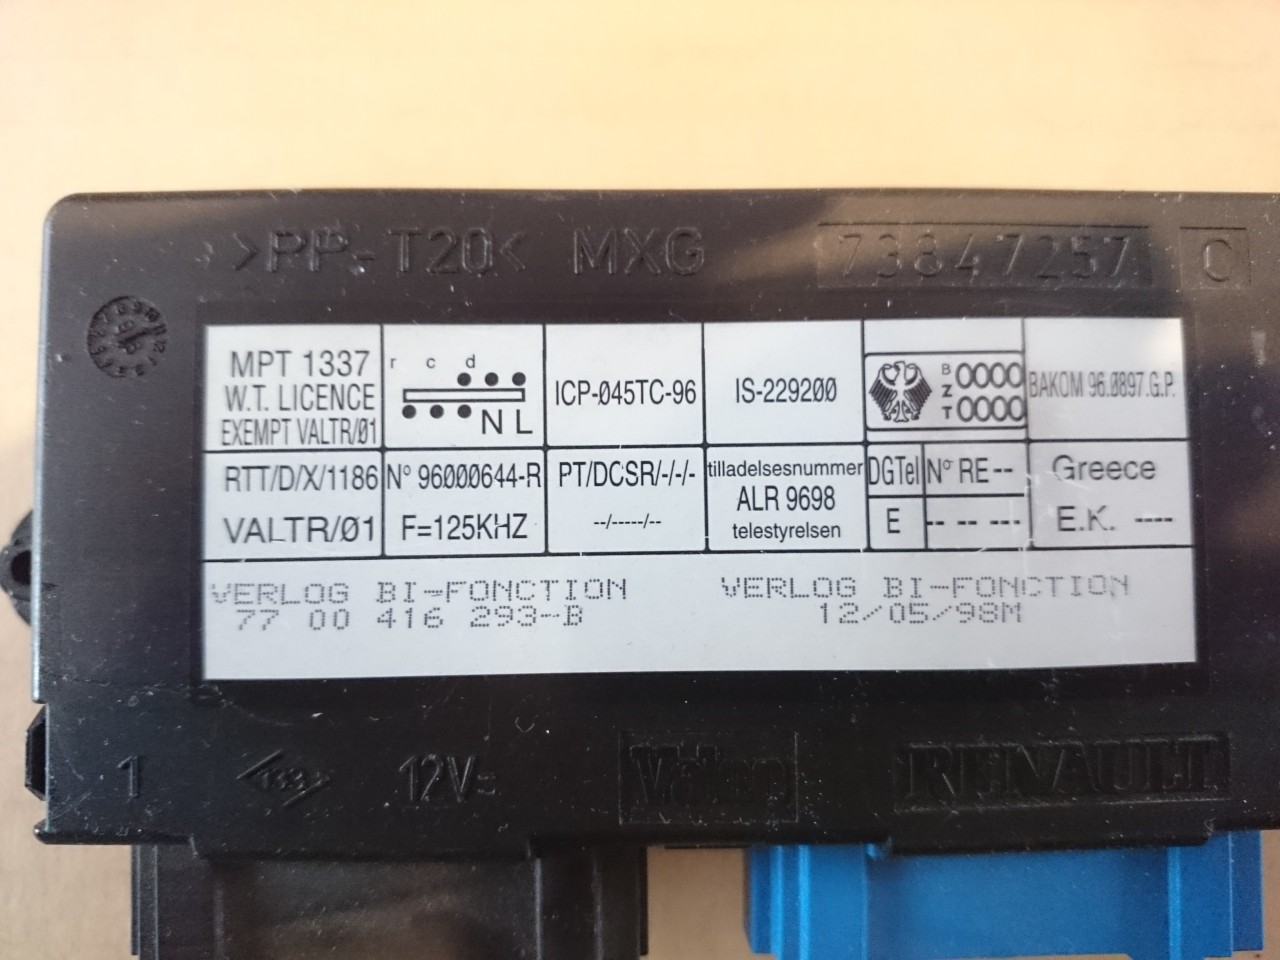 >PP-T20< MXG 73847257 C
MPT 1337
W.T. LICENCE
EXEMPT VALTR/01
r c d
N L
ICP-045TC-96
IS-229200
B
Z
T
0000
0000
BAKOM 96.0897.G.P.
RTT/D/X/1186
VALTR/01
N° 96000644-R
F=125KHZ
PT/DCSR/-/-/-
--/-----/--
tilladelsesnummer
ALR 9698
telestyrelsen
DGTel
E
N° RE--
-- -- ---
Greece
E.K. ----
VERLOG BI-FONCTION
77 00 416 293-B
VERLOG BI-FONCTION
12/05/98M
1 12V= Valeo RENAULT